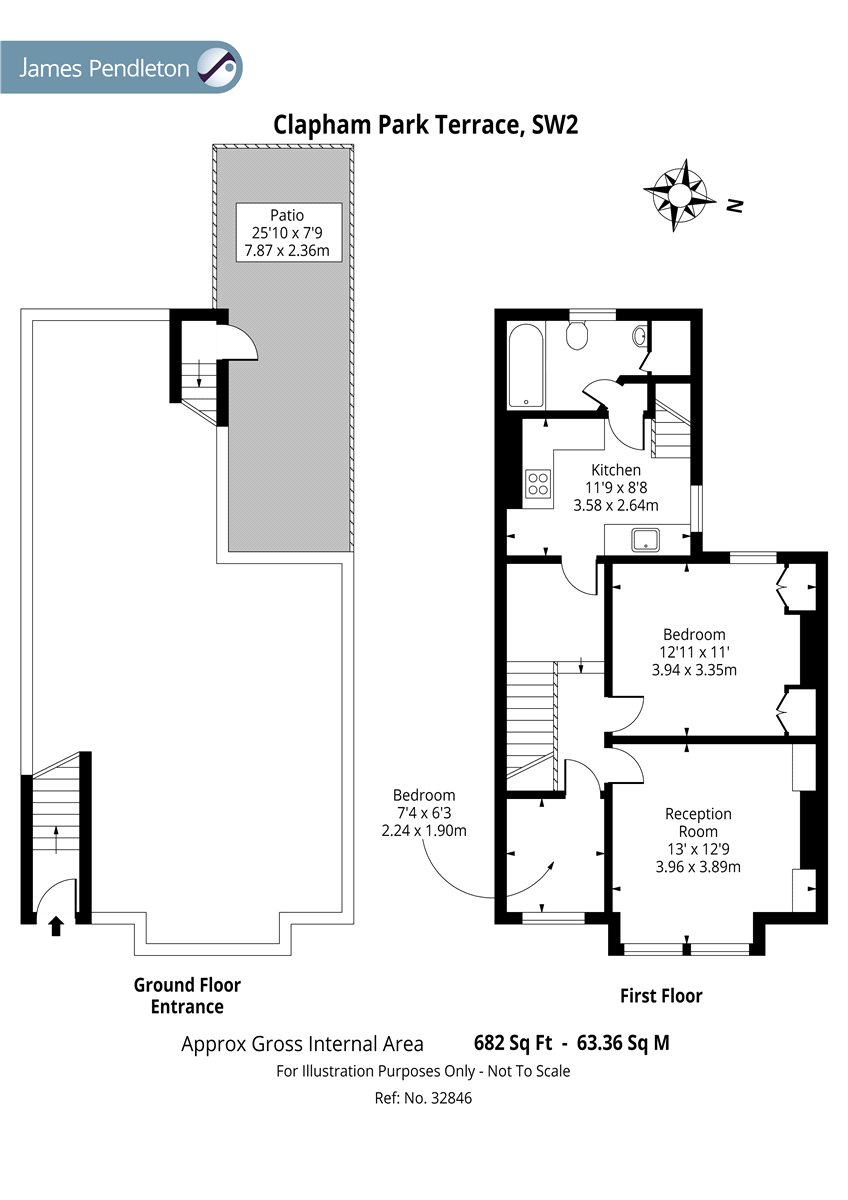 James Pendleton
Clapham Park Terrace, SW2
N
Patio
25'10 x 7'9
7.87 x 2.36m
Kitchen
11'9 x 8'8
3.58 x 2.64m
Bedroom
12'11 x 11'
3.94 x 3.35m
Bedroom
7'4 x 6'3
2.24 x 1.90m
Reception
Room
13' x 12'9
3.96 x 3.89m
Ground Floor
Entrance
First Floor
Approx Gross Internal Area 682 Sq Ft - 63.36 Sq M
For Illustration Purposes Only - Not To Scale
Ref: No. 32846